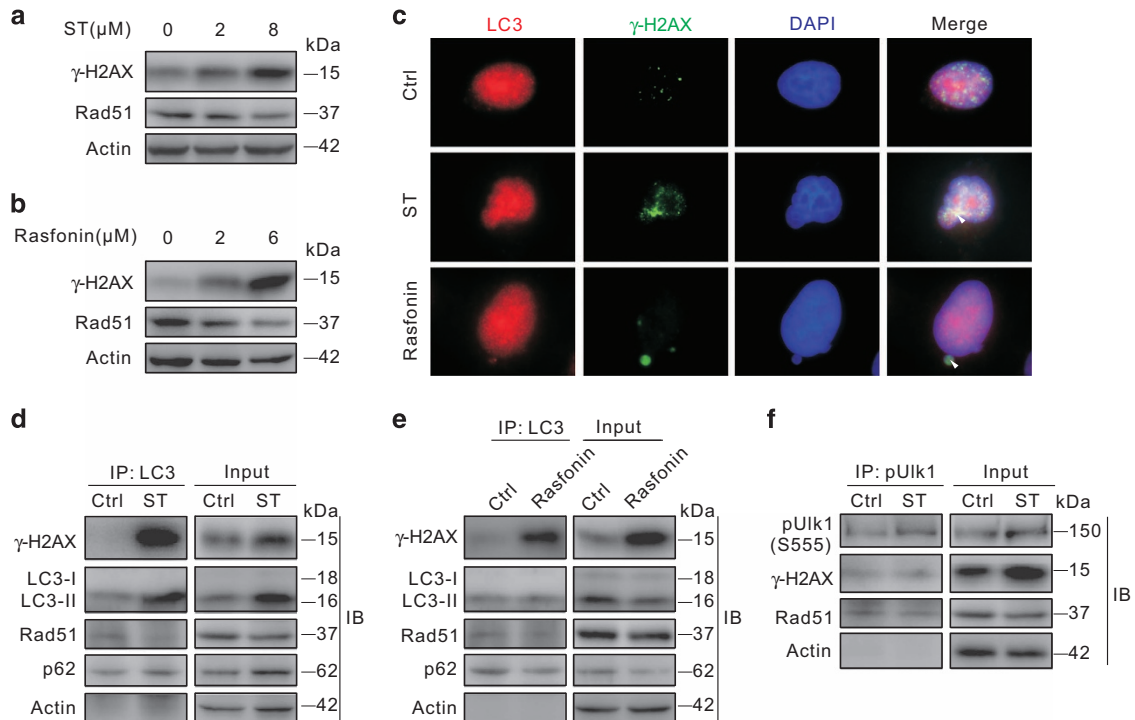 a
ST(μM) 0 2 8 kDa
γ-H2AX —15
Rad51 —37
Actin —42
b
Rasfonin(μM) 0 2 6 kDa
γ-H2AX —15
Rad51 —37
Actin —42
c
LC3 γ-H2AX DAPI Merge
Ctrl
ST
Rasfonin
d
IP: LC3 Input
Ctrl ST Ctrl ST kDa
γ-H2AX —15
LC3-I —18
LC3-II —16
Rad51 —37
p62 —62
Actin —42
IB
e
IP: LC3 Input
Ctrl Rasfonin Ctrl Rasfonin kDa
γ-H2AX —15
LC3-I —18
LC3-II —16
Rad51 —37
p62 —62
Actin —42
IB
f
IP: pUlk1 Input
Ctrl ST Ctrl ST kDa
pUlk1 —150
(S555)
γ-H2AX —15
Rad51 —37
Actin —42
IB